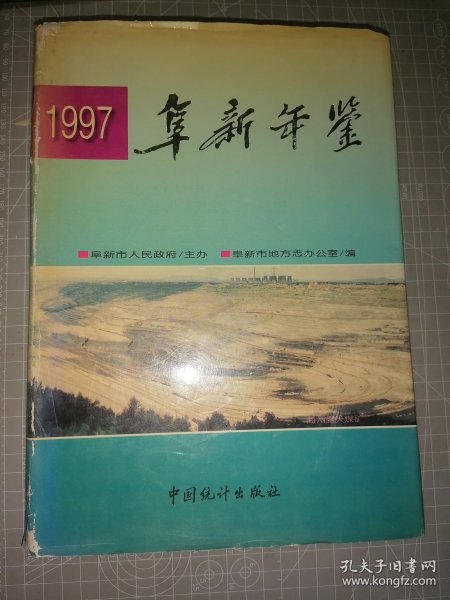 1997 阜新年鉴
■阜新市人民政府/主办 ■阜新市地方志办公室/编
中国统计出版社
孔夫子旧书网
www.kongfz.com